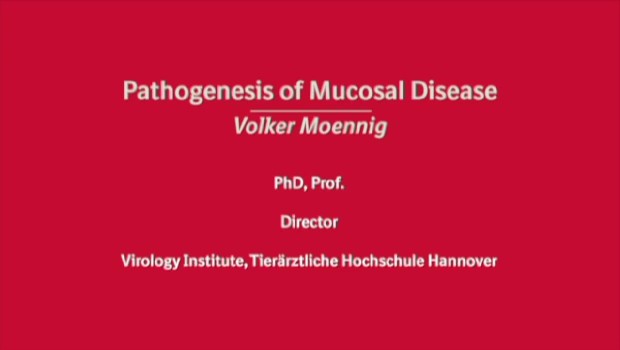 Pathogenesis of Mucosal Disease
Volker Moennig
PhD, Prof.
Director
Virology Institute, Tierärztliche Hochschule Hannover